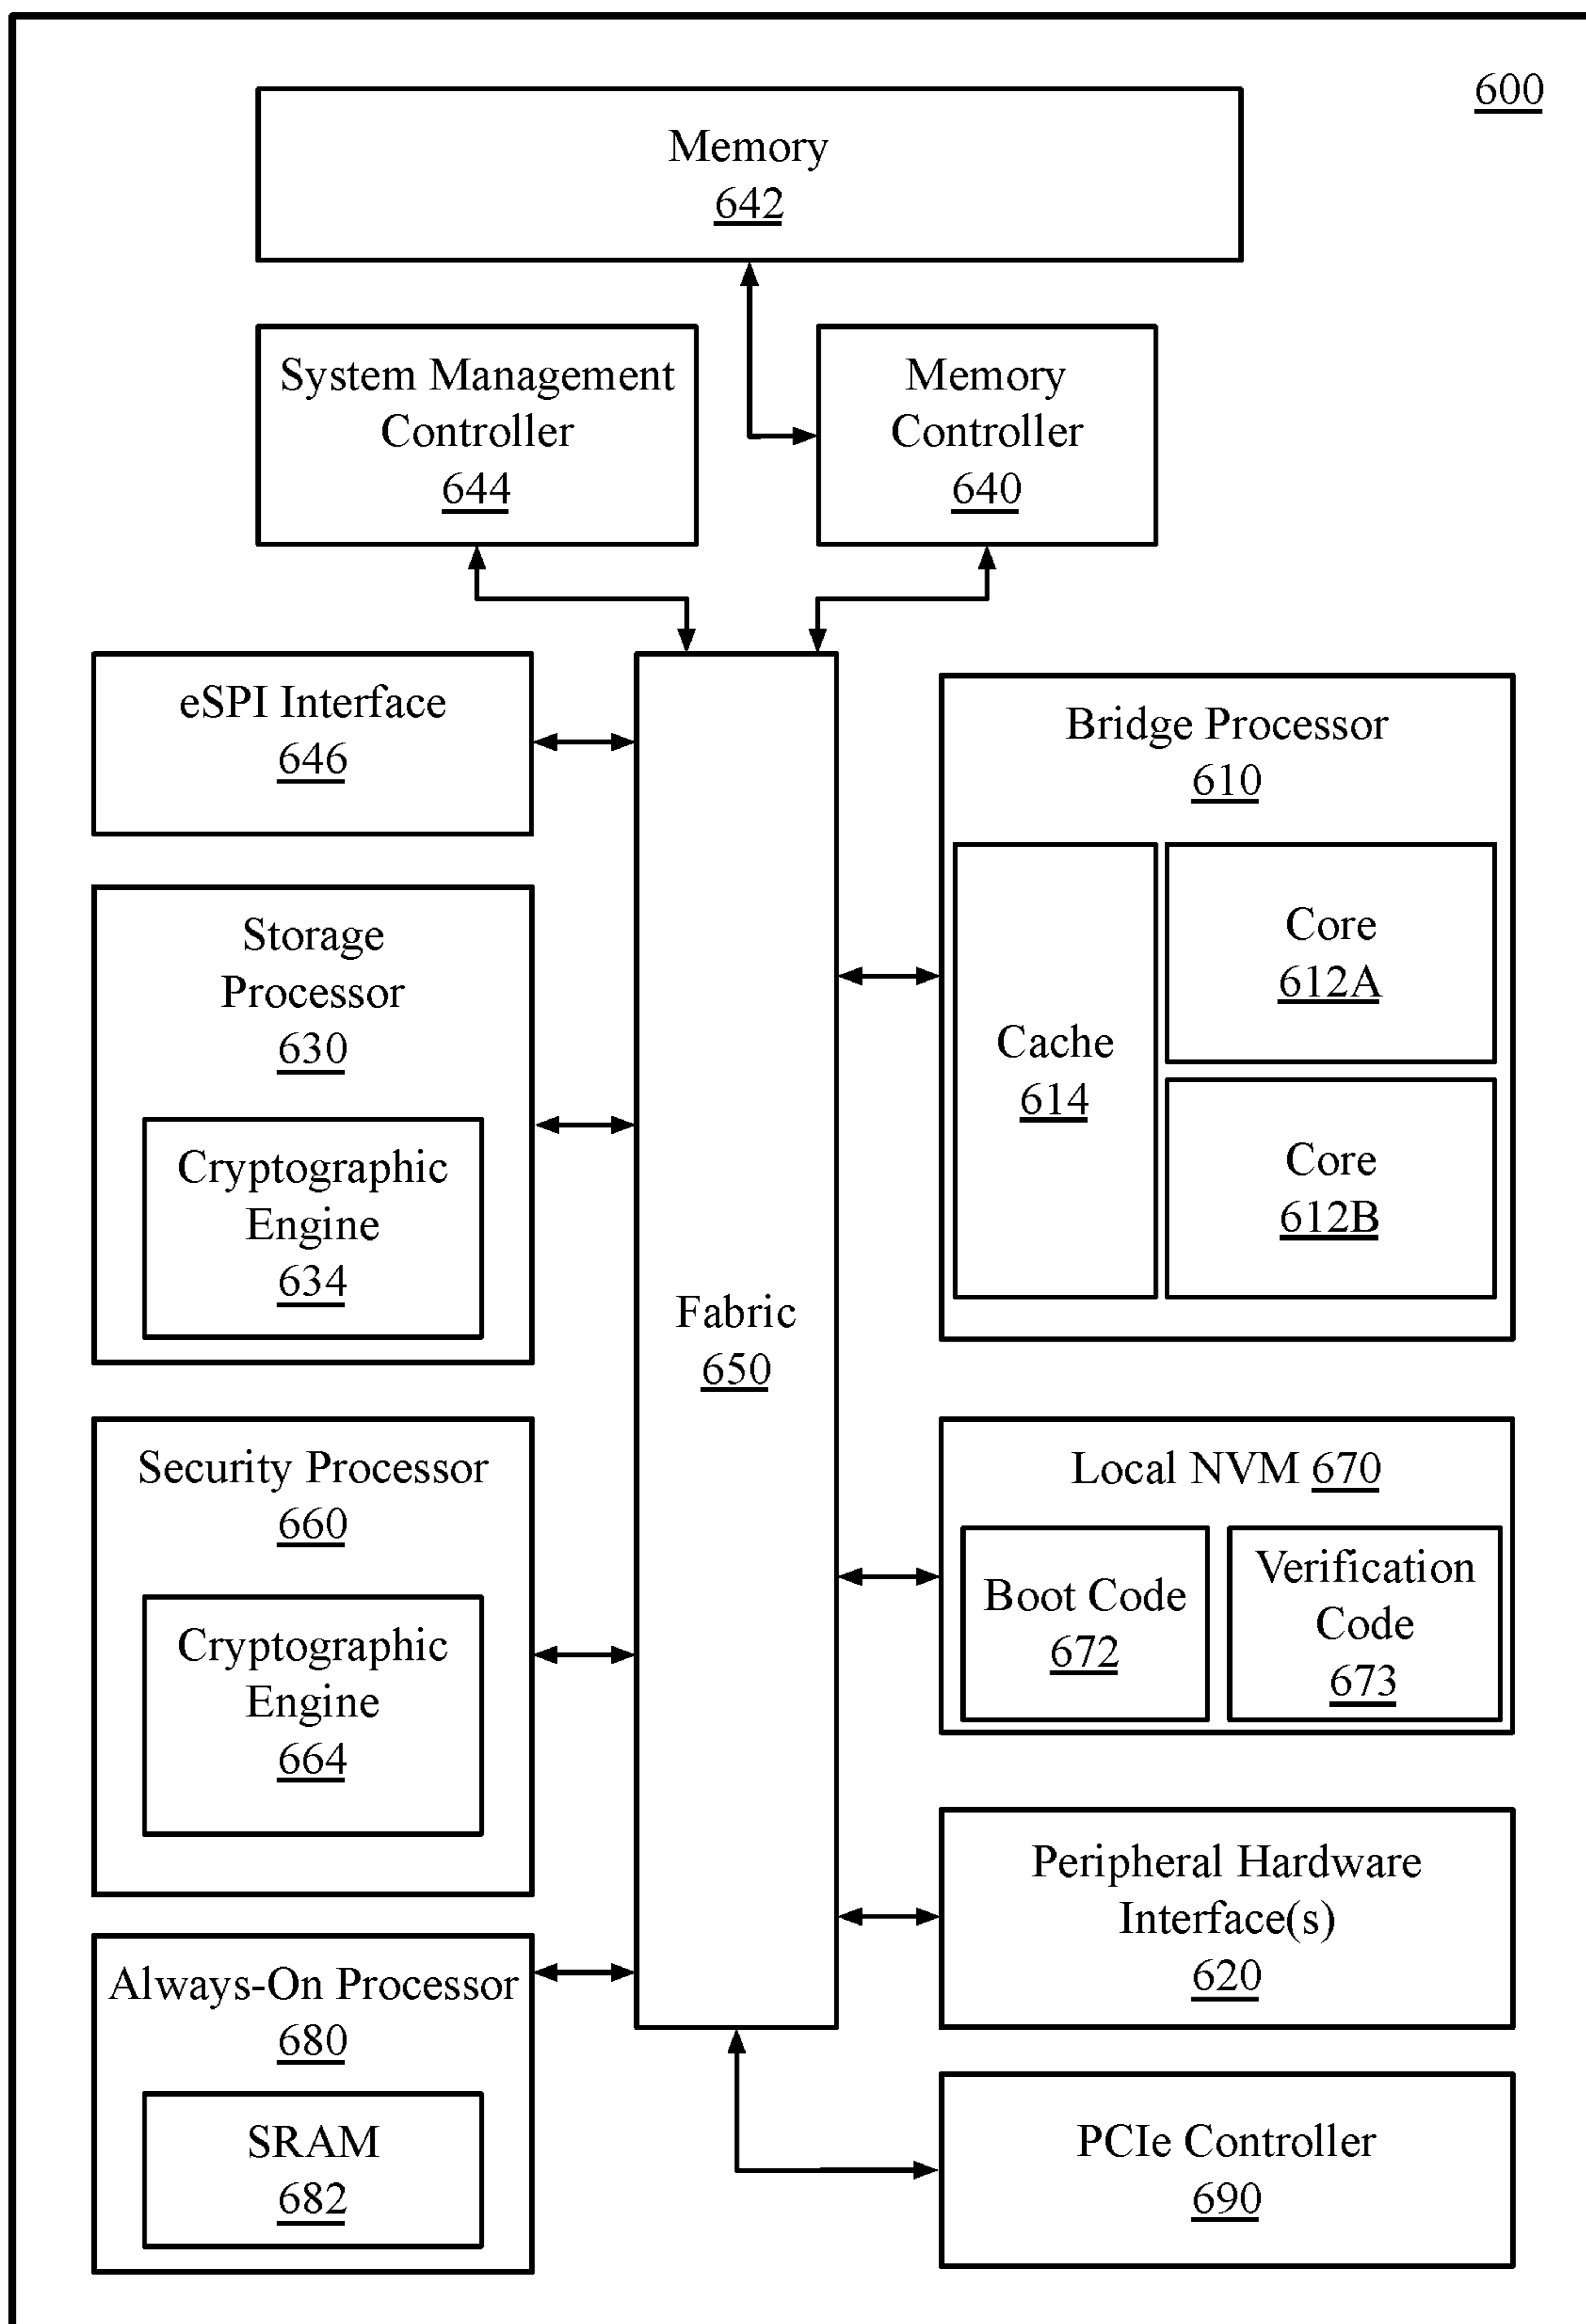 600
Memory
642
System Management
Controller
644
Memory
Controller
640
eSPI Interface
646
Storage
Processor
630
Cryptographic
Engine
634
Security Processor
660
Cryptographic
Engine
664
Always-On Processor
680
SRAM
682
Fabric
650
Bridge Processor
610
Cache
614
Core
612A
Core
612B
Local NVM 670
Boot Code
672
Verification
Code
673
Peripheral Hardware
Interface(s)
620
PCIe Controller
690